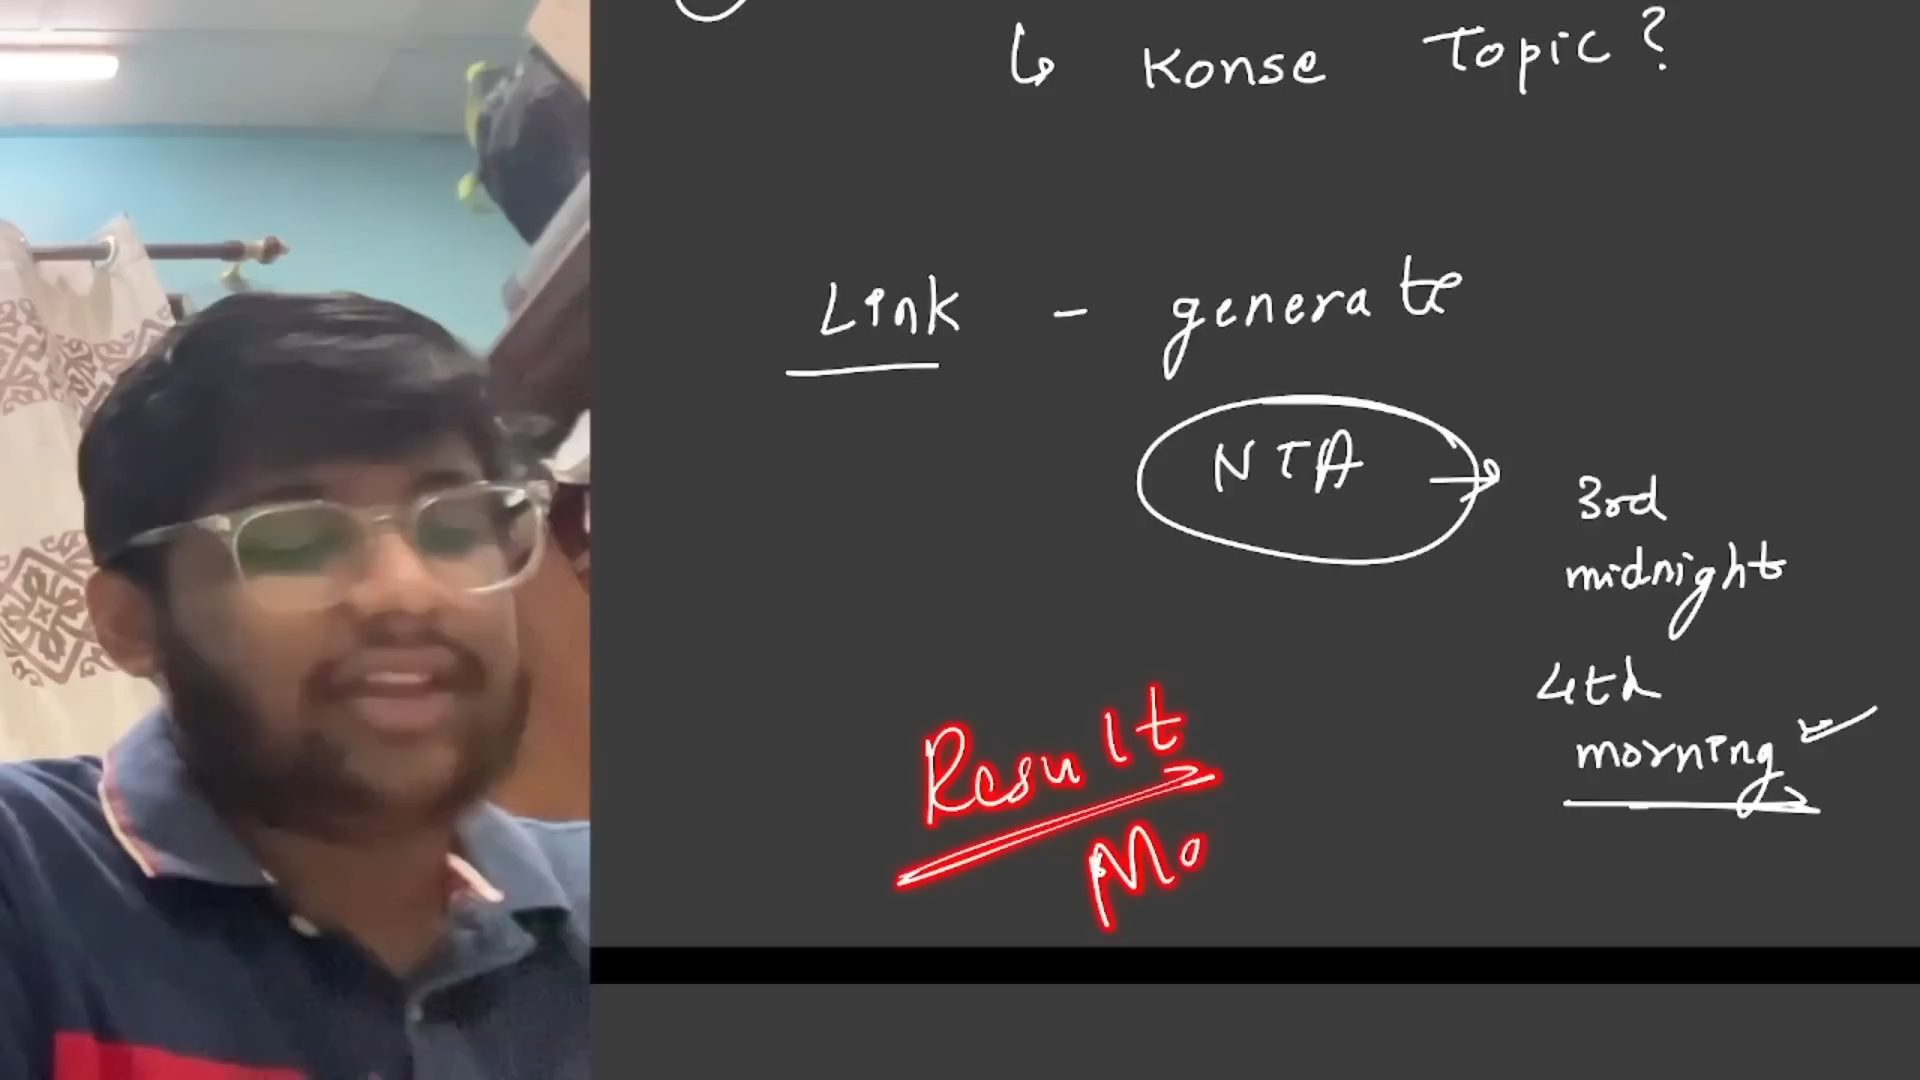 ↳ Konse Topic?
Link - generate
NTA →
3rd
midnight
4th
morning ✓
Result
Mo